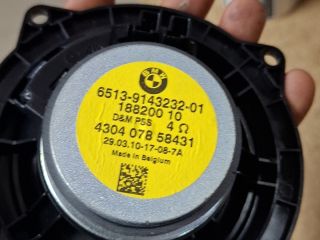 BMW
6513-9143232-01
188200 10
D&M P5S 4 Ω
4304 078 58431
29.03.10-17-08-7A
Made in Belgium